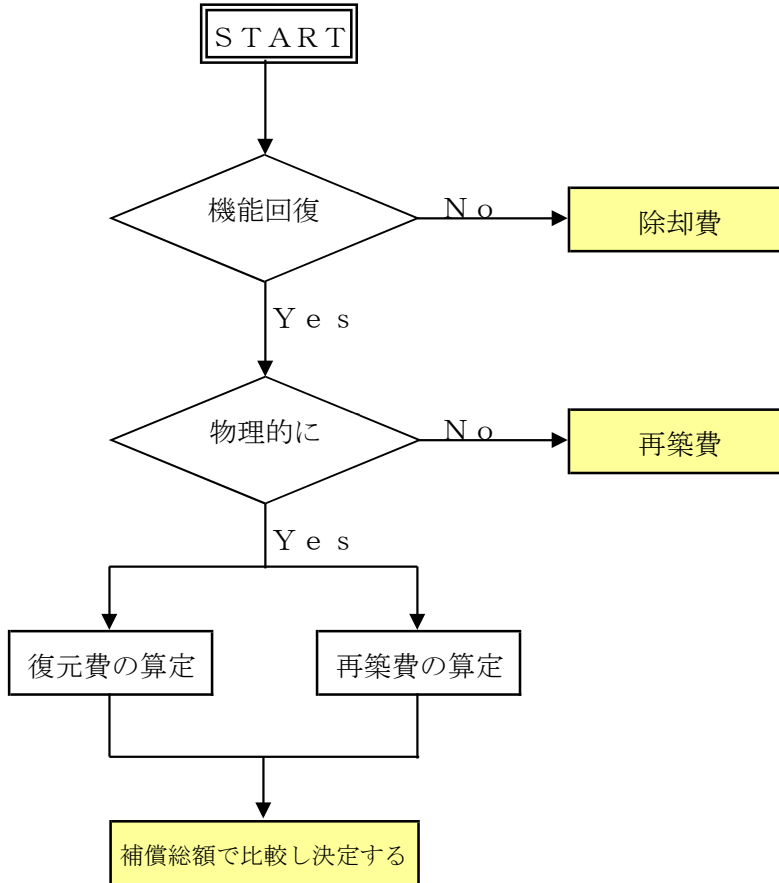 ＳＴＡＲＴ
機能回復
Ｎｏ
除却費
Ｙｅｓ
物理的に
Ｎｏ
再築費
Ｙｅｓ
復元費の算定
再築費の算定
補償総額で比較し決定する